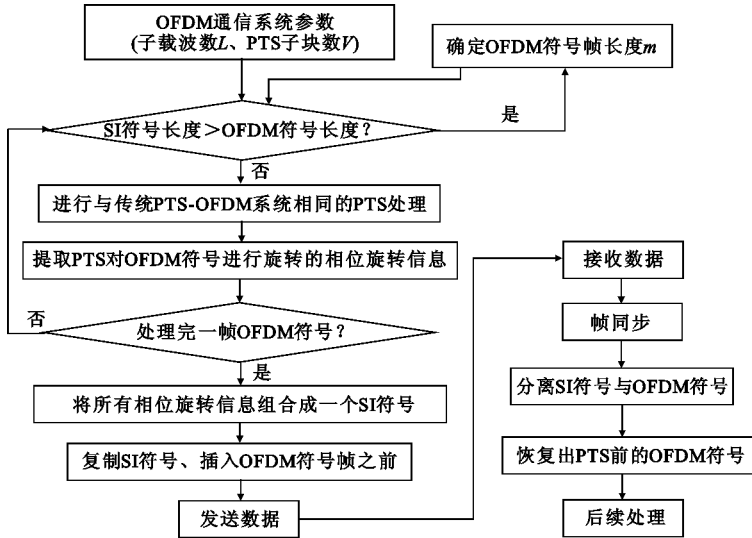 OFDM通信系统参数
(子载波数L、PTS子块数V)
确定OFDM符号帧长度m
SI符号长度＞OFDM符号长度？
是
否
进行与传统PTS-OFDM系统相同的PTS处理
提取PTS对OFDM符号进行旋转的相位旋转信息
否
处理完一帧OFDM符号？
是
将所有相位旋转信息组合成一个SI符号
复制SI符号、插入OFDM符号帧之前
发送数据
接收数据
帧同步
分离SI符号与OFDM符号
恢复出PTS前的OFDM符号
后续处理